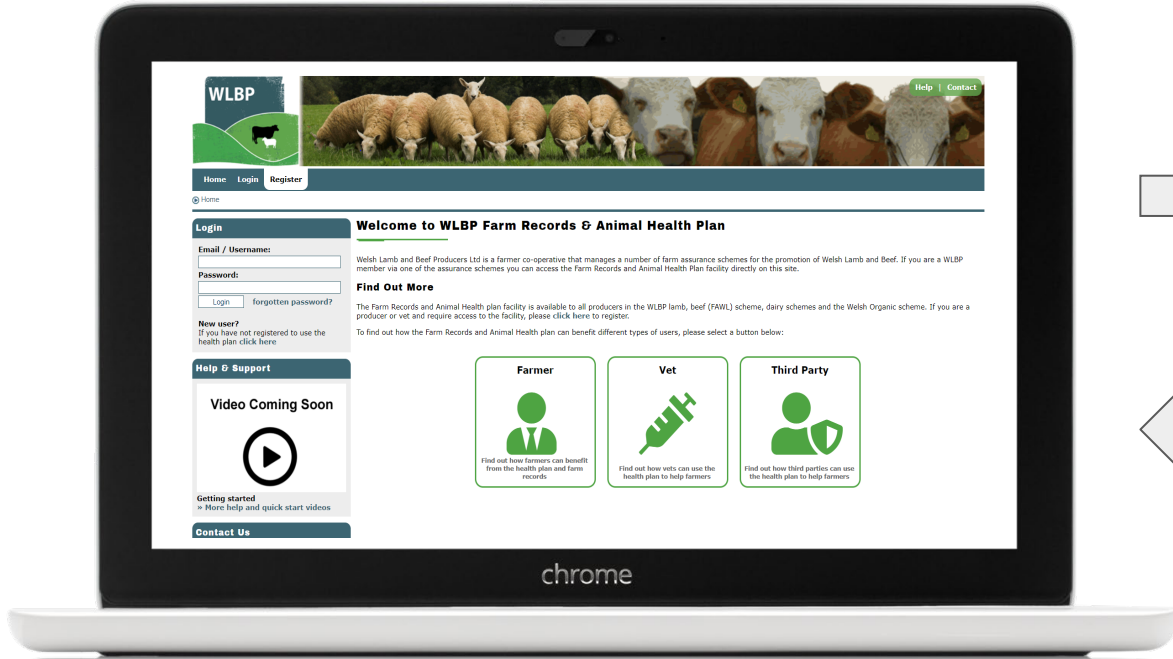 WLBP
Help | Contact
Home Login Register
Home
Login
Email / Username:
Password:
Login forgotten password?
New user?
If you have not registered to use the
health plan click here
Help & Support
Video Coming Soon
Getting started
» More help and quick start videos
Contact Us
Welcome to WLBP Farm Records & Animal Health Plan
Welsh Lamb and Beef Producers Ltd is a farmer co-operative that manages a number of farm assurance schemes for the promotion of Welsh Lamb and Beef. If you are a WLBP
member via one of the assurance schemes you can access the Farm Records and Animal Health Plan facility directly on this site.
Find Out More
The Farm Records and Animal Health plan facility is available to all producers in the WLBP lamb, beef (FAWL) scheme, dairy schemes and the Welsh Organic scheme. If you are a
producer or vet and require access to the facility, please click here to register.
To find out how the Farm Records and Animal Health plan can benefit different types of users, please select a button below:
Farmer
Find out how farmers can benefit
from the health plan and farm
records
Vet
Find out how vets can use the
health plan to help farmers
Third Party
Find out how third parties can use
the health plan to help farmers
chrome